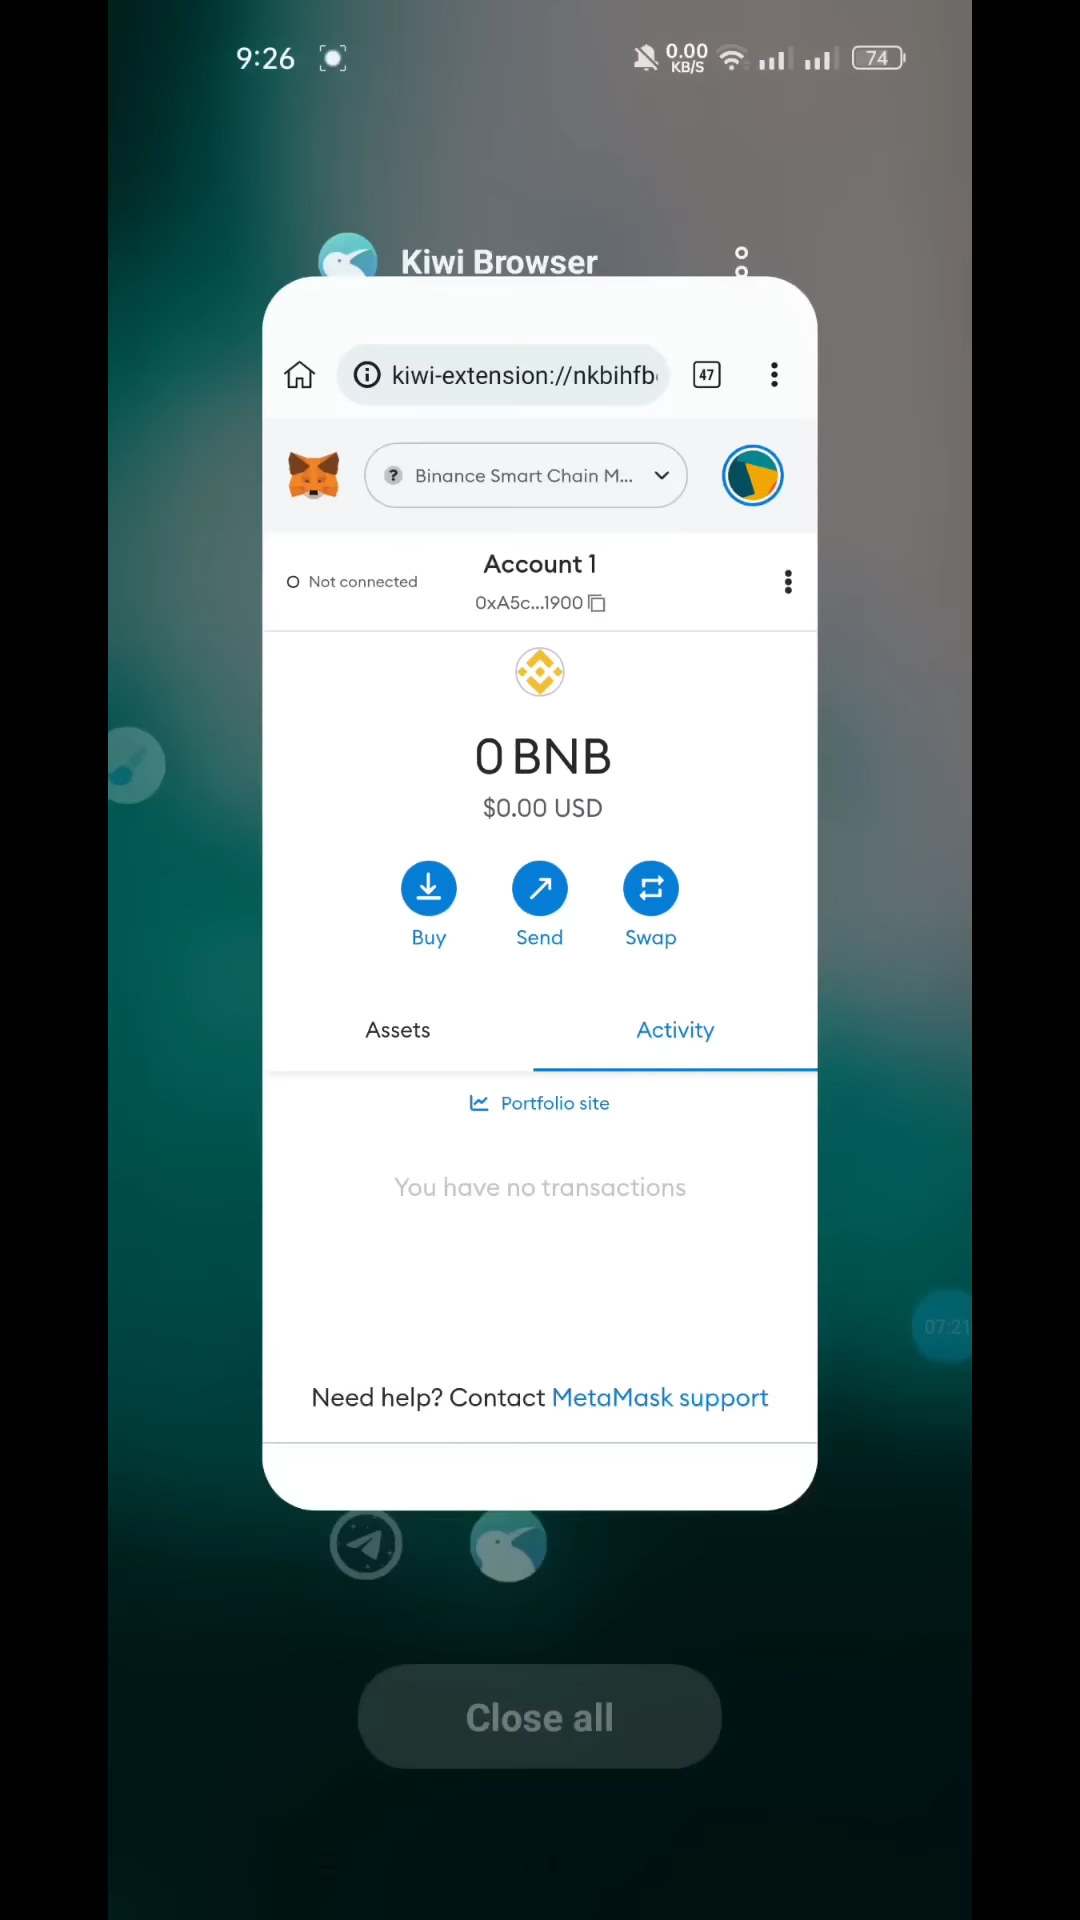 9:26
0.00
KB/S
74
Kiwi Browser
kiwi-extension://nkbihfb
47
? Binance Smart Chain M...
Not connected
Account 1
0xA5c...1900
0 BNB
$0.00 USD
Buy
Send
Swap
Assets
Activity
Portfolio site
You have no transactions
07:21
Need help? Contact MetaMask support
Close all